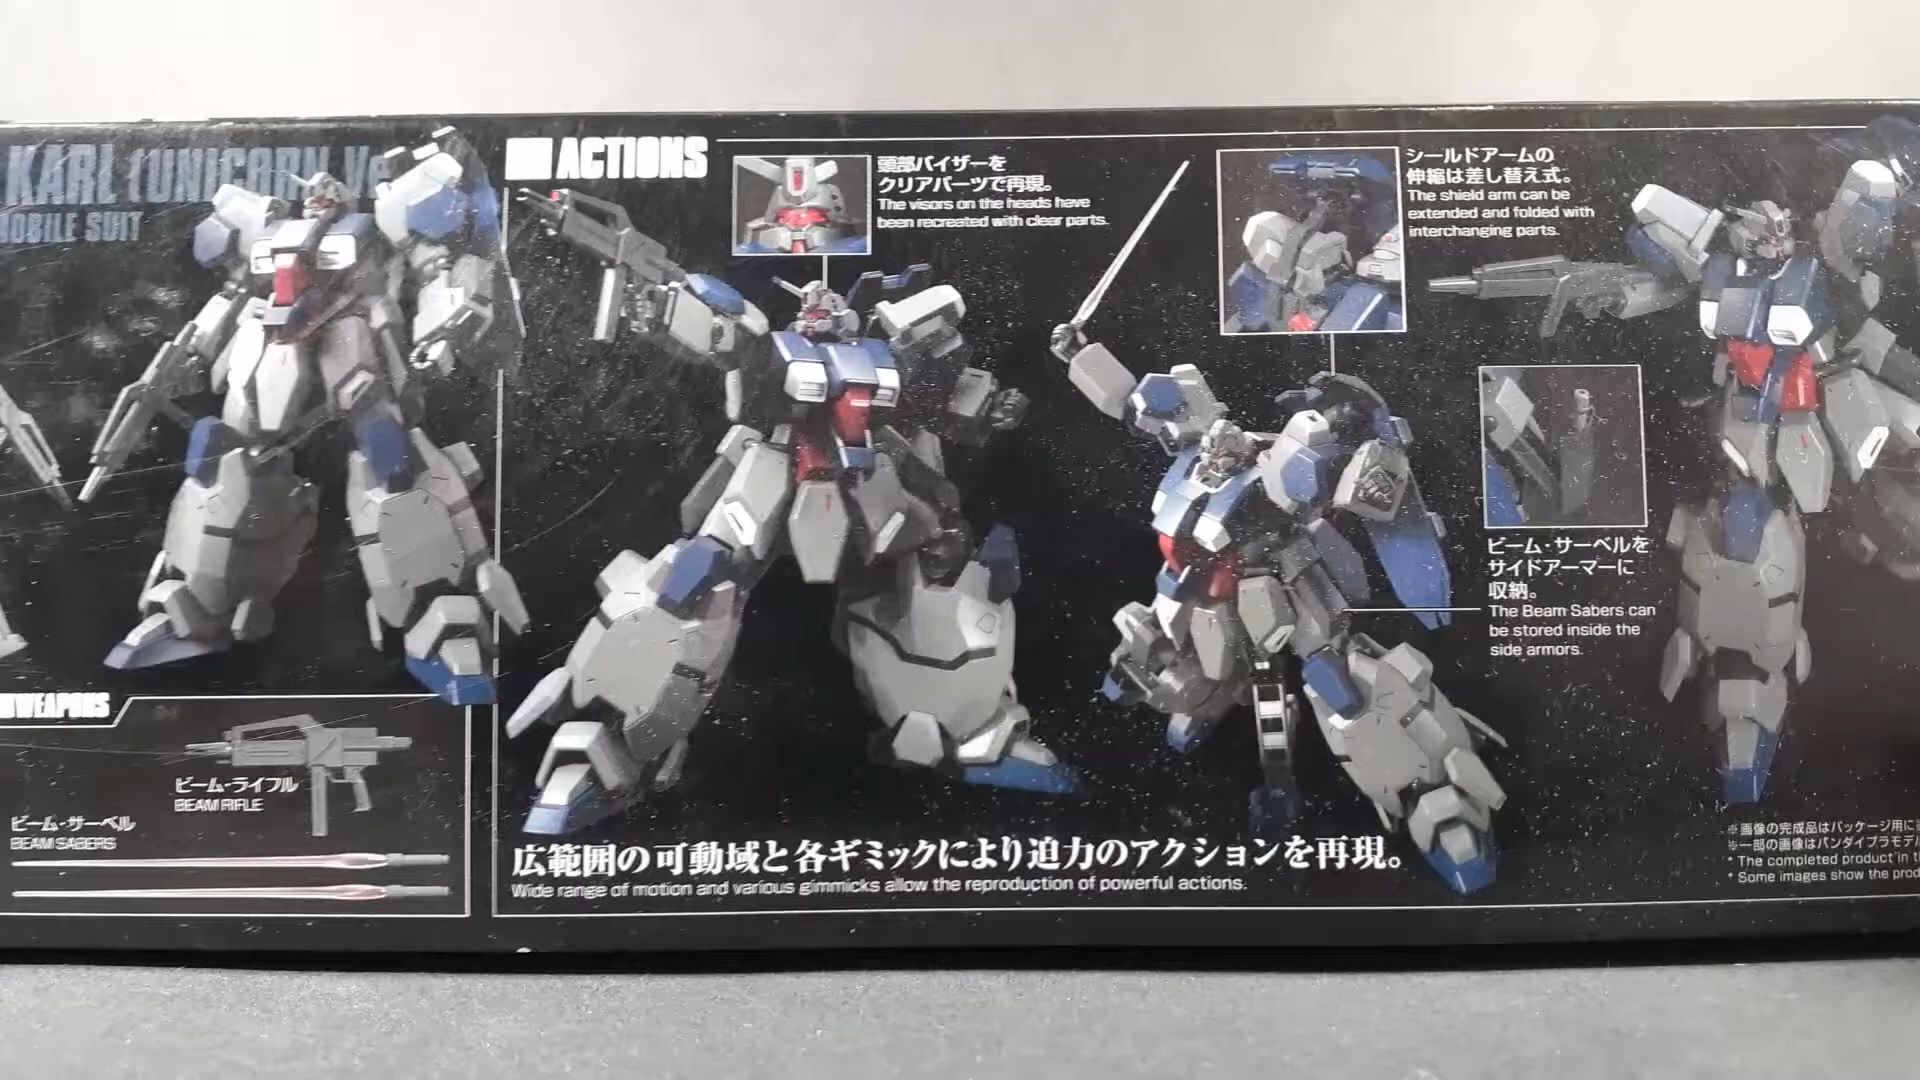 KARL (UNICORN Ve
MOBILE SUIT
WEAPONS
ビーム・ライフル
BEAM RIFLE
ビーム・サーベル
BEAM SABERS
ACTIONS
頭部バイザーを
クリアパーツで再現。
The visors on the heads have
been recreated with clear parts.
シールドアームの
伸縮は差し替え式。
The shield arm can be
extended and folded with
interchanging parts.
ビーム・サーベルを
サイドアーマーに
収納。
The Beam Sabers can
be stored inside the
side armors.
広範囲の可動域と各ギミックにより迫力のアクションを再現。
Wide range of motion and various gimmicks allow the reproduction of powerful actions.
※画像の完成品はパッケージ用に
※一部の画像はバンダイプラモデル
* The completed product in th
* Some images show the prod